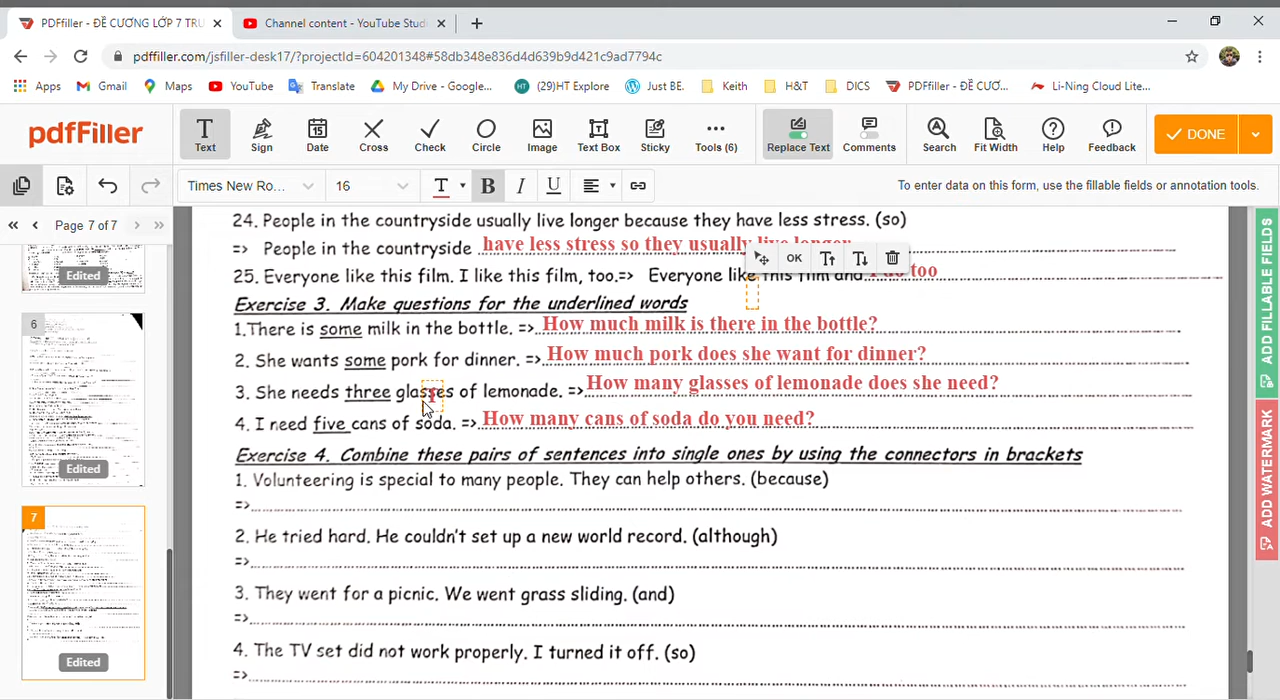 PDFfiller - ĐỀ CƯƠNG LỚP 7 TRU
Channel content - YouTube Stud
pdffiller.com/jsfiller-desk17/?projectId=604201348#58db348e836d4d639b9d421c9ad7794c
Apps Gmail Maps YouTube Translate My Drive - Google... (29)HT Explore Just BE. Keith H&T DICS PDFfiller - ĐỀ CƯƠ... Li-Ning Cloud Lite...
pdfFiller
Text Sign Date Cross Check Circle Image Text Box Sticky Tools (6) Replace Text Comments Search Fit Width Help Feedback DONE
Times New Ro... 16 T B I U To enter data on this form, use the fillable fields or annotation tools.
Page 7 of 7
Edited
6
Edited
7
Edited
24. People in the countryside usually live longer because they have less stress. (so)
=> People in the countryside have less stress so they usually live longer
OK
25. Everyone like this film. I like this film, too.=> Everyone like this film and I do too
Exercise 3. Make questions for the underlined words
1.There is some milk in the bottle. => How much milk is there in the bottle?
2. She wants some pork for dinner. => How much pork does she want for dinner?
3. She needs three glasses of lemonade. => How many glasses of lemonade does she need?
4. I need five cans of soda. => How many cans of soda do you need?
Exercise 4. Combine these pairs of sentences into single ones by using the connectors in brackets
1. Volunteering is special to many people. They can help others. (because)
=>
2. He tried hard. He couldn't set up a new world record. (although)
=>
3. They went for a picnic. We went grass sliding. (and)
=>
4. The TV set did not work properly. I turned it off. (so)
=>
ADD FILLABLE FIELDS
ADD WATERMARK